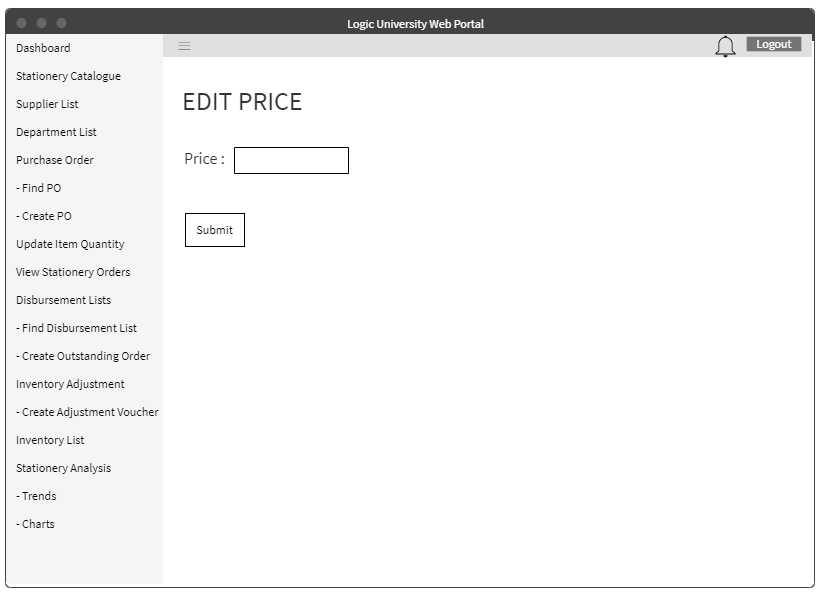 Logic University Web Portal
Logout
Dashboard
Stationery Catalogue
Supplier List
Department List
Purchase Order
- Find PO
- Create PO
Update Item Quantity
View Stationery Orders
Disbursement Lists
- Find Disbursement List
- Create Outstanding Order
Inventory Adjustment
- Create Adjustment Voucher
Inventory List
Stationery Analysis
- Trends
- Charts
EDIT PRICE
Price :
Submit